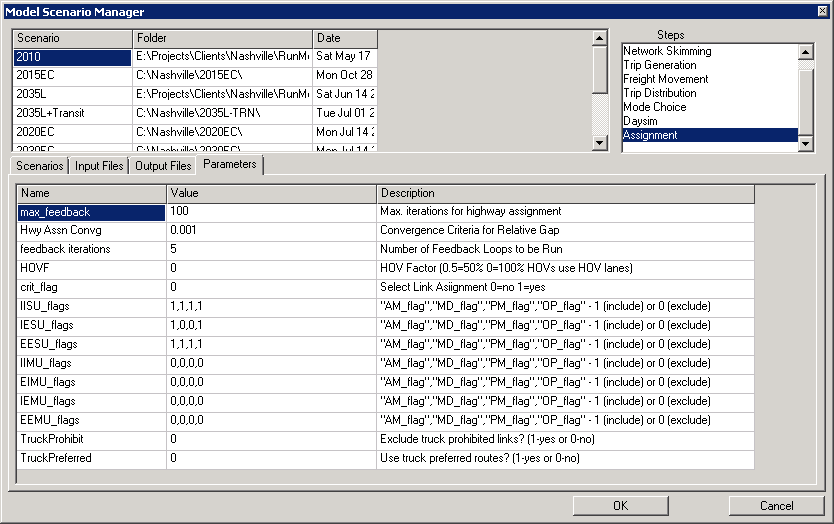 Model Scenario Manager
Scenario Folder Date
2010 E:\Projects\Clients\Nashville\RunMo Sat May 17
2015EC C:\Nashville\2015EC\ Mon Oct 28
2035L E:\Projects\Clients\Nashville\RunMo Sat Jun 14 2
2035L+Transit C:\Nashville\2035L-TRN\ Tue Jul 01 2
2020EC C:\Nashville\2020EC\ Mon Jul 14 2
2030EC C:\Nashville\2030EC\ Mon Jul 14 2
Steps
Network Skimming
Trip Generation
Freight Movement
Trip Distribution
Mode Choice
Daysim
Assignment
Scenarios Input Files Output Files Parameters
Name Value Description
max_feedback 100 Max. iterations for highway assignment
Hwy Assn Convg 0.001 Convergence Criteria for Relative Gap
feedback iterations 5 Number of Feedback Loops to be Run
HOVF 0 HOV Factor (0.5=50% 0=100% HOVs use HOV lanes)
crit_flag 0 Select Link Asiignment 0=no 1=yes
IISU_flags 1,1,1,1 "AM_flag","MD_flag","PM_flag","OP_flag" - 1 (include) or 0 (exclude)
IESU_flags 1,0,0,1 "AM_flag","MD_flag","PM_flag","OP_flag" - 1 (include) or 0 (exclude)
EESU_flags 1,1,1,1 "AM_flag","MD_flag","PM_flag","OP_flag" - 1 (include) or 0 (exclude)
IIMU_flags 0,0,0,0 "AM_flag","MD_flag","PM_flag","OP_flag" - 1 (include) or 0 (exclude)
EIMU_flags 0,0,0,0 "AM_flag","MD_flag","PM_flag","OP_flag" - 1 (include) or 0 (exclude)
IEMU_flags 0,0,0,0 "AM_flag","MD_flag","PM_flag","OP_flag" - 1 (include) or 0 (exclude)
EEMU_flags 0,0,0,0 "AM_flag","MD_flag","PM_flag","OP_flag" - 1 (include) or 0 (exclude)
TruckProhibit 0 Exclude truck prohibited links? (1-yes or 0-no)
TruckPreferred 0 Use truck preferred routes? (1-yes or 0-no)
OK Cancel